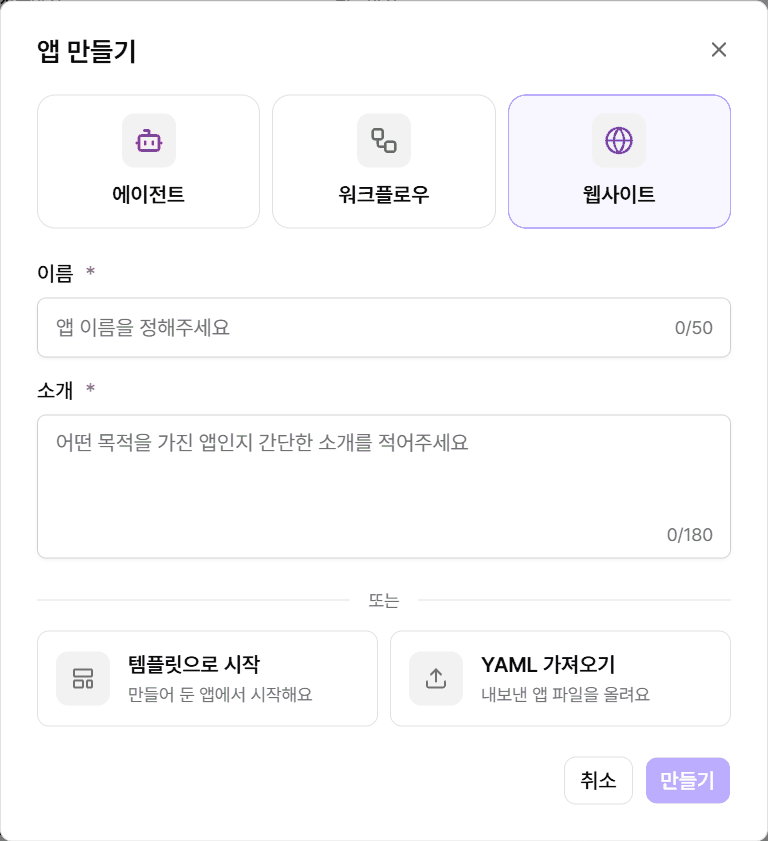 앱 만들기
에이전트
워크플로우
웹사이트
이름 *
앱 이름을 정해주세요
0/50
소개 *
어떤 목적을 가진 앱인지 간단한 소개를 적어주세요
0/180
또는
템플릿으로 시작
만들어 둔 앱에서 시작해요
YAML 가져오기
내보낸 앱 파일을 올려요
취소
만들기